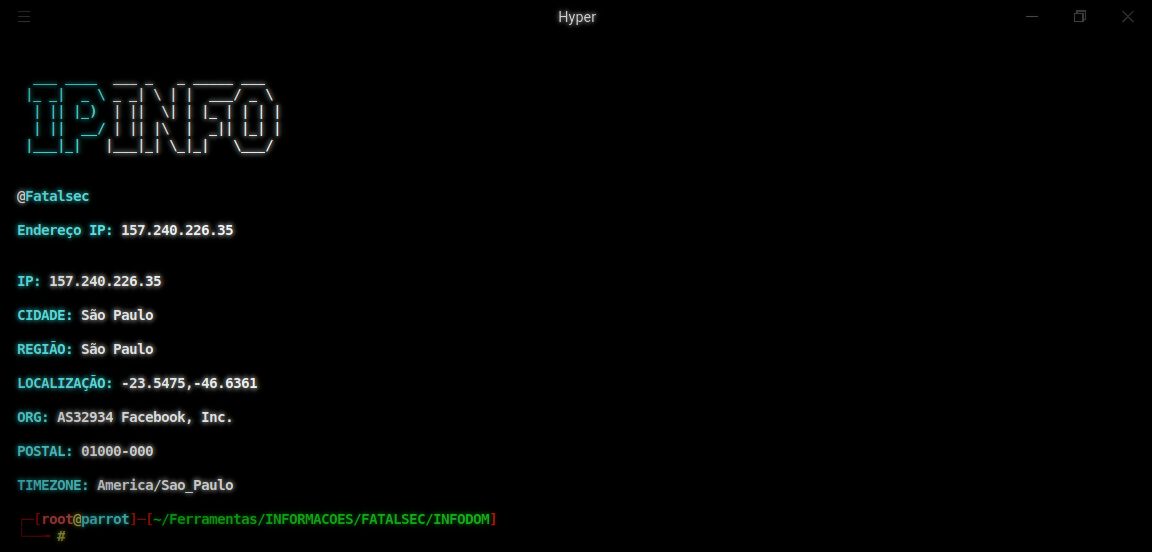 Hyper
IPINFO
@Fatalsec
Endereço IP: 157.240.226.35
IP: 157.240.226.35
CIDADE: São Paulo
REGIÃO: São Paulo
LOCALIZAÇÃO: -23.5475,-46.6361
ORG: AS32934 Facebook, Inc.
POSTAL: 01000-000
TIMEZONE: America/Sao_Paulo
┌─[root@parrot]─[~/Ferramentas/INFORMACOES/FATALSEC/INFODOM]
└──╼ #